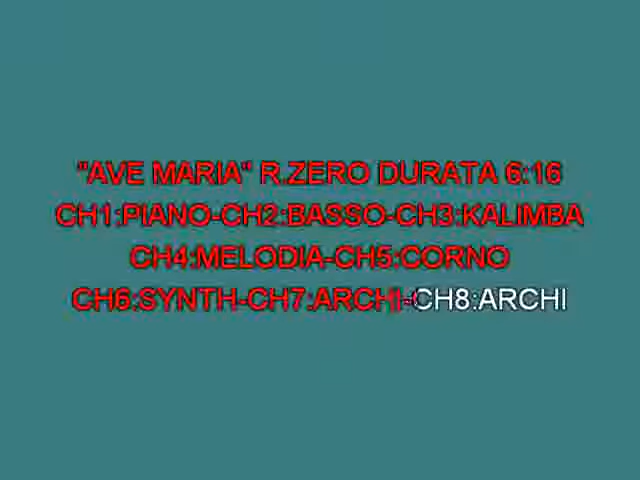 "AVE MARIA" R.ZERO DURATA 6:16
CH1:PIANO-CH2:BASSO-CH3:KALIMBA
CH4:MELODIA-CH5:CORNO
CH6:SYNTH-CH7:ARCHI-CH8:ARCHI